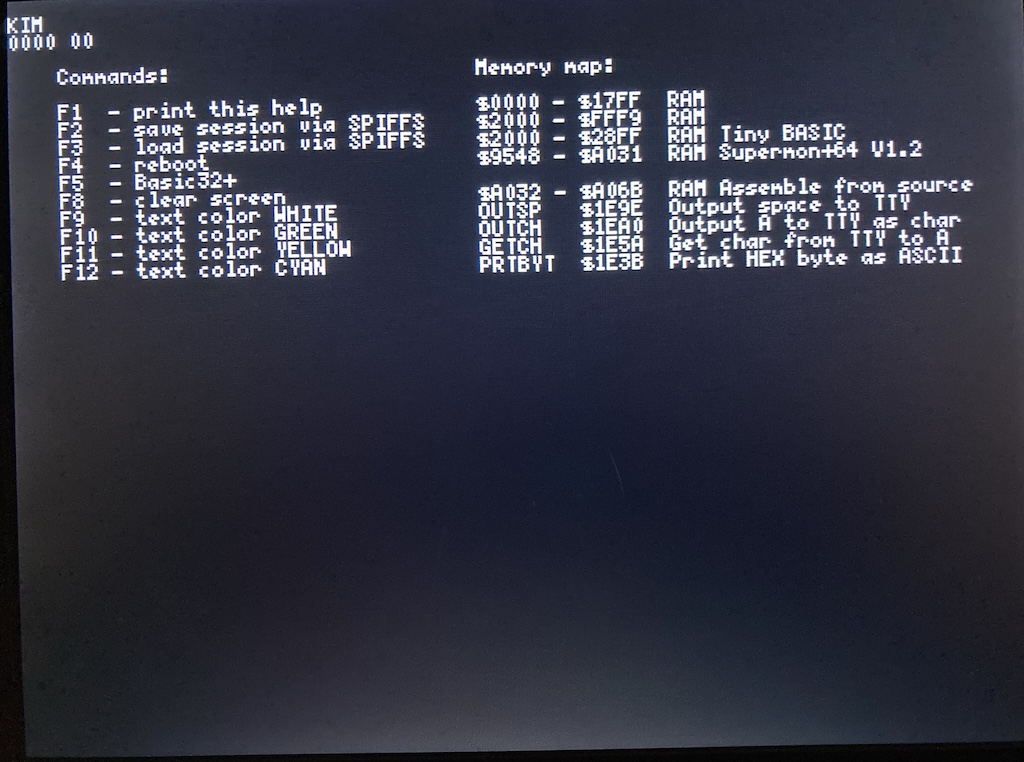 KIM
0000 00
Commands:
F1 - print this help
F2 - save session via SPIFFS
F3 - load session via SPIFFS
F4 - reboot
F5 - Basic32+
F8 - clear screen
F9 - text color WHITE
F10 - text color GREEN
F11 - text color YELLOW
F12 - text color CYAN
Memory map:
$0000 - $17FF RAM
$2000 - $FFF9 RAM
$2000 - $28FF RAM Tiny BASIC
$9548 - $A031 RAM Supermon+64 V1.2
$A032 - $A06B RAM Assemble from source
OUTSP $1E9E Output space to TTY
OUTCH $1EA0 Output A to TTY as char
GETCH $1E5A Get char from TTY to A
PRTBYT $1E3B Print HEX byte as ASCII